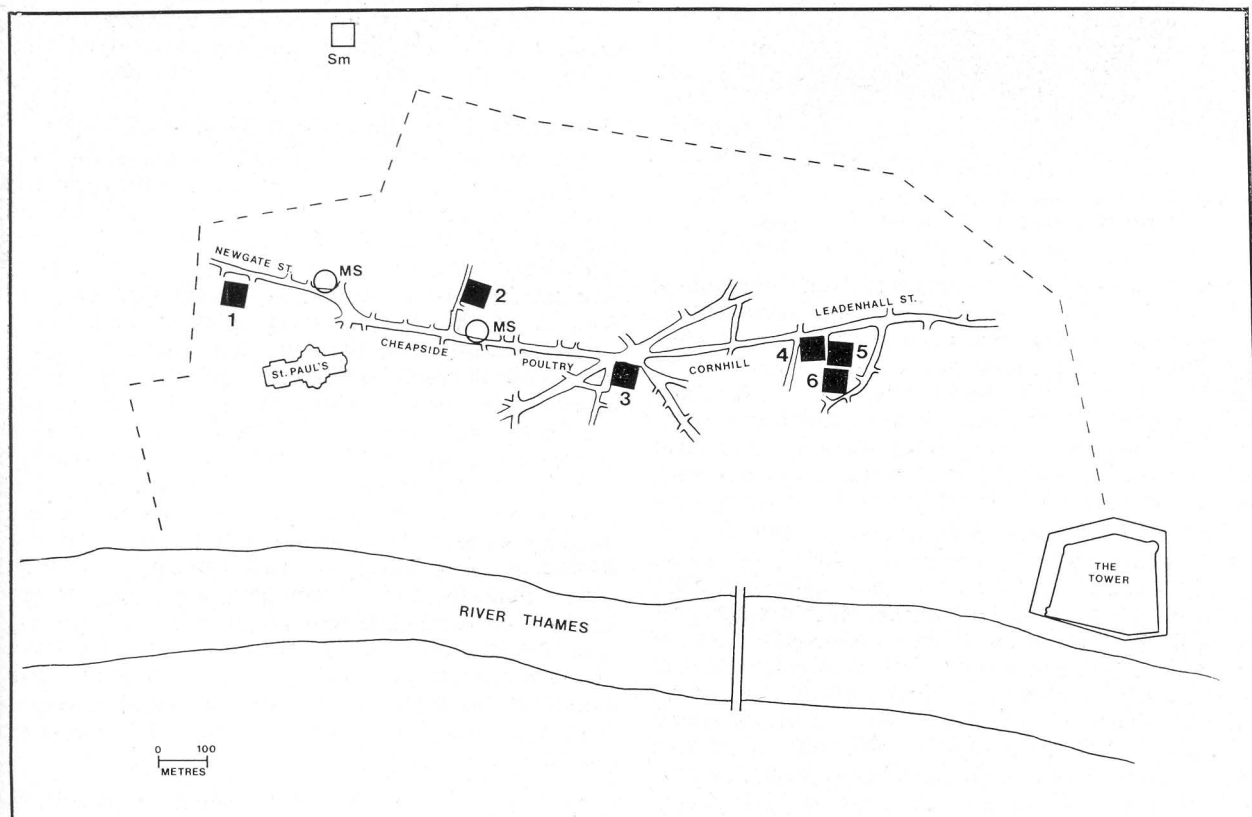 Sm
NEWGATE ST.
MS
1
2
MS
CHEAPSIDE
St. PAUL'S
POULTRY
3
CORNHILL
LEADENHALL ST.
4
5
6
THE
TOWER
RIVER THAMES
0 100
METRES